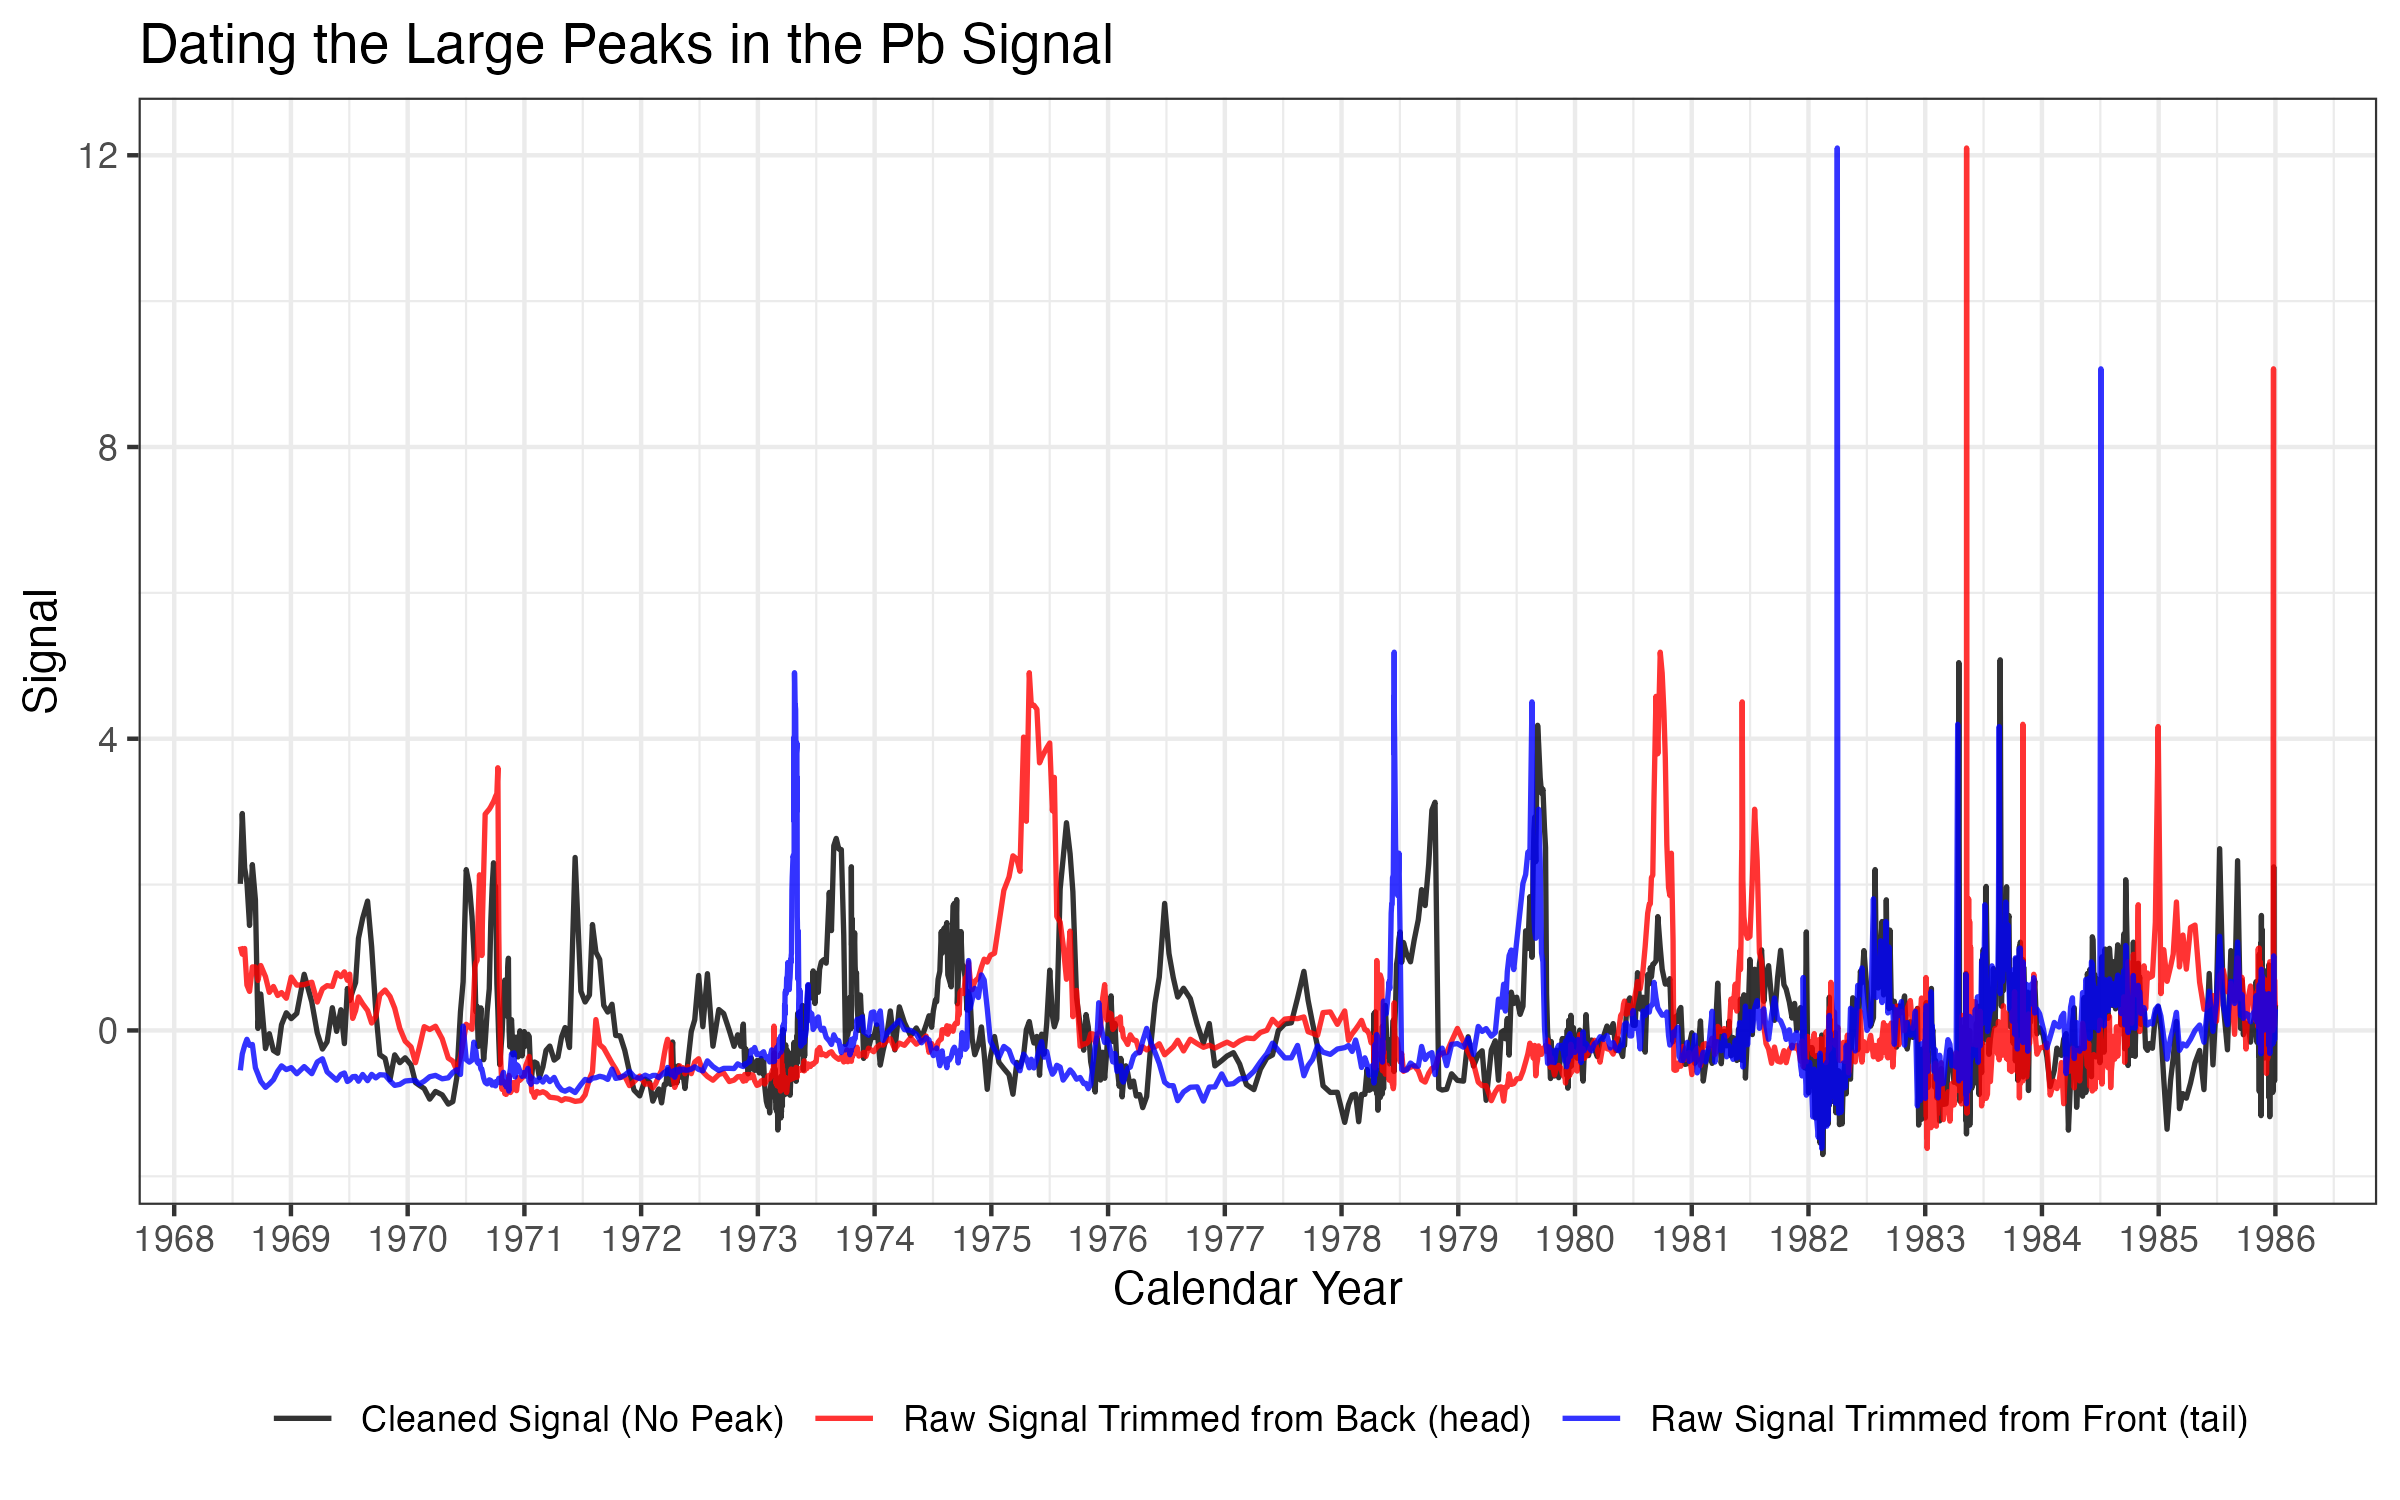 Dating the Large Peaks in the Pb Signal
12
8
4
0
Signal
1968 1969 1970 1971 1972 1973 1974 1975 1976 1977 1978 1979 1980 1981 1982 1983 1984 1985 1986
Calendar Year
Cleaned Signal (No Peak) Raw Signal Trimmed from Back (head) Raw Signal Trimmed from Front (tail)